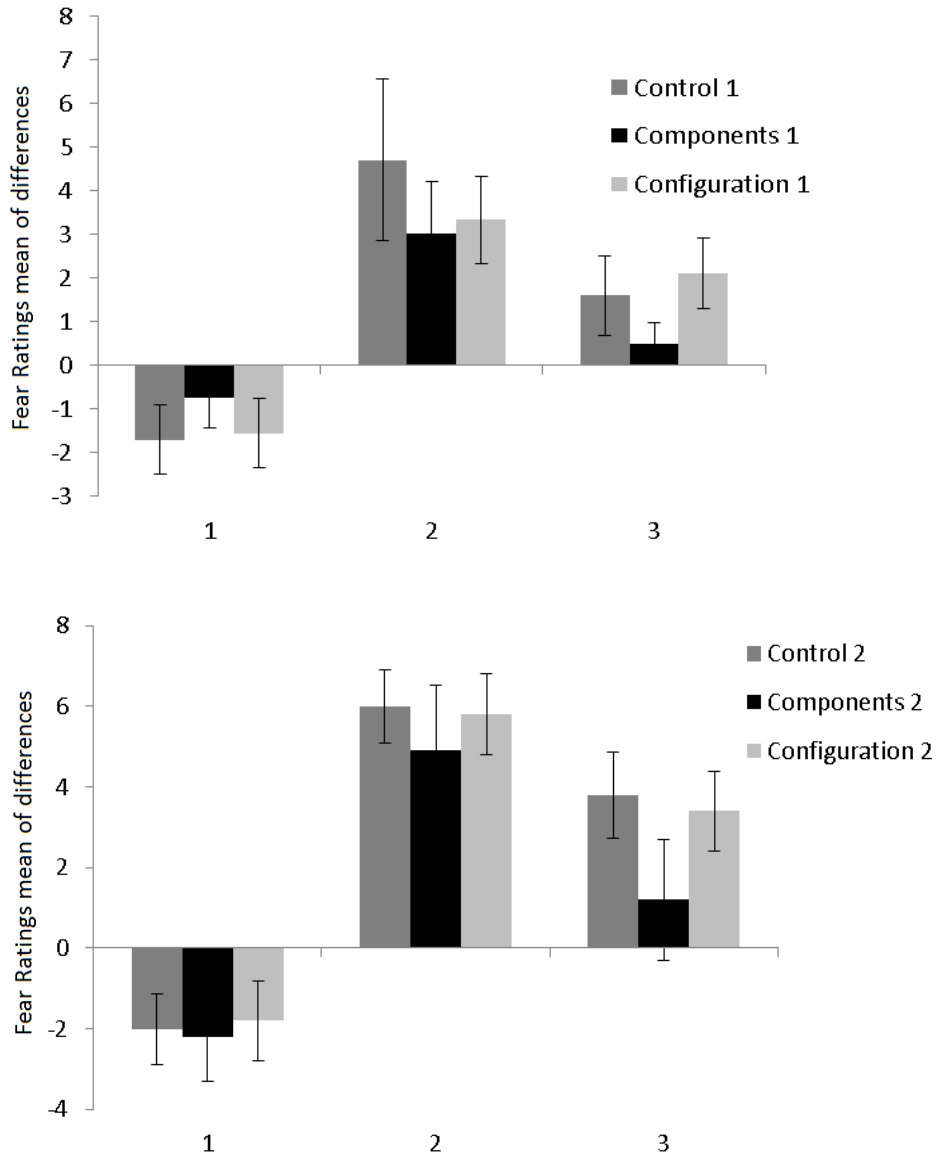 Fear Ratings mean of differences
8
7
6
5
4
3
2
1
0
-1
-2
-3
1 2 3
Control 1
Components 1
Configuration 1
Fear Ratings mean of differences
8
6
4
2
0
-2
-4
1 2 3
Control 2
Components 2
Configuration 2